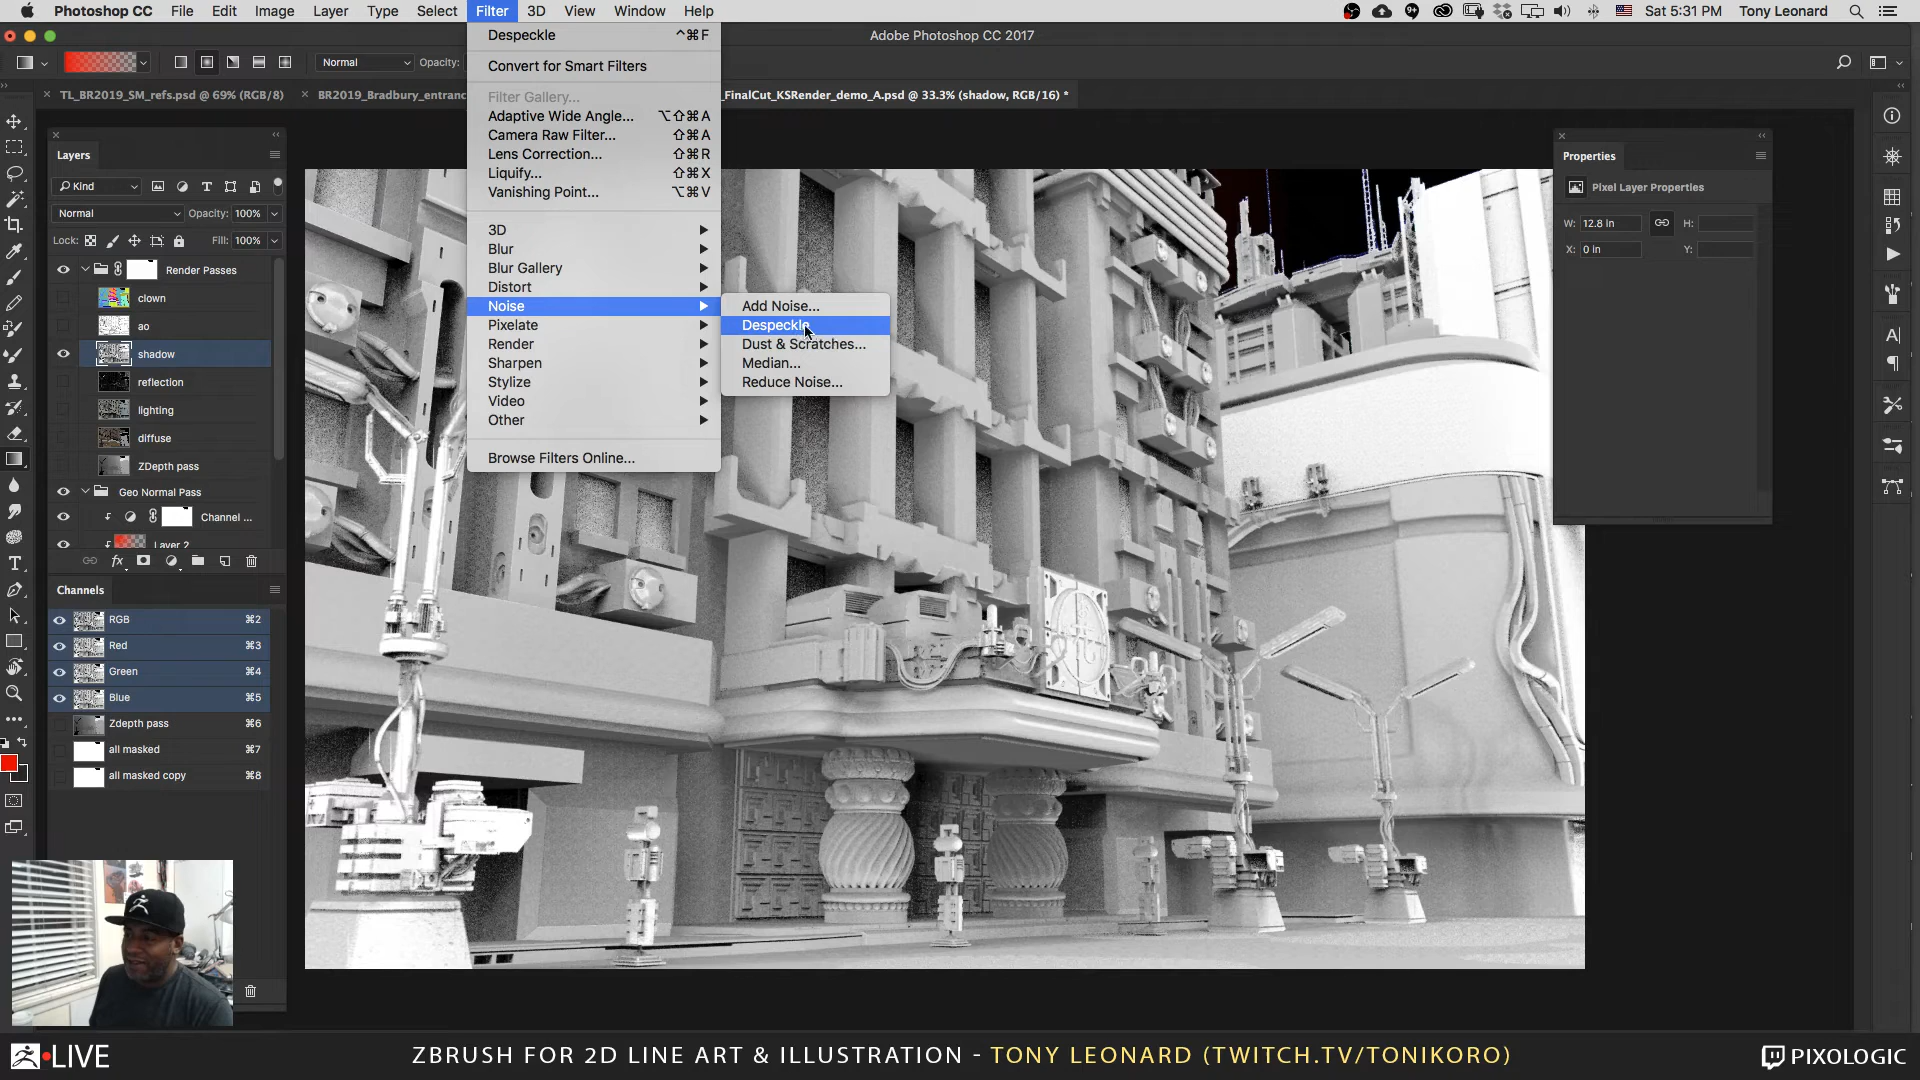 Photoshop CC File Edit Image Layer Type Select Filter 3D View Window Help Sat 5:31 PM Tony Leonard
Adobe Photoshop CC 2017
Normal Opacity:
TL_BR2019_SM_refs.psd @ 69% (RGB/8) BR2019_Bradbury_entranc _FinalCut_KSRender_demo_A.psd @ 33.3% (shadow, RGB/16) *
Despeckle ^⌘F
Convert for Smart Filters
Filter Gallery...
Adaptive Wide Angle... ⌥⇧⌘A
Camera Raw Filter... ⇧⌘A
Lens Correction... ⇧⌘R
Liquify... ⇧⌘X
Vanishing Point... ⌥⌘V
3D
Blur
Blur Gallery
Distort
Noise
Pixelate
Render
Sharpen
Stylize
Video
Other
Browse Filters Online...
Add Noise...
Despeckle
Dust & Scratches...
Median...
Reduce Noise...
Layers
Kind
Normal Opacity: 100%
Lock: Fill: 100%
Render Passes
clown
ao
shadow
reflection
lighting
diffuse
ZDepth pass
Geo Normal Pass
Channel ...
Layer 2
fx
Channels
RGB ⌘2
Red ⌘3
Green ⌘4
Blue ⌘5
Zdepth pass ⌘6
all masked ⌘7
all masked copy ⌘8
Properties
Pixel Layer Properties
W: 12.8 in H:
X: 0 in Y:
LIVE ZBRUSH FOR 2D LINE ART & ILLUSTRATION - TONY LEONARD (TWITCH.TV/TONIKORO) PIXOLOGIC